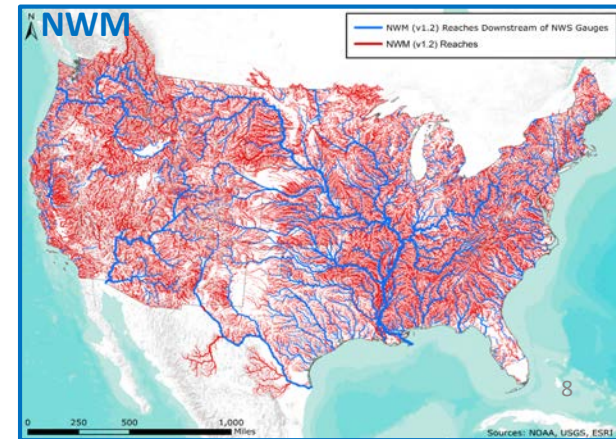 N
NWM
NWM (v1.2) Reaches Downstream of NWS Gauges
NWM (v1.2) Reaches
8
0 250 500 1,000
Miles
Sources: NOAA, USGS, ESRI